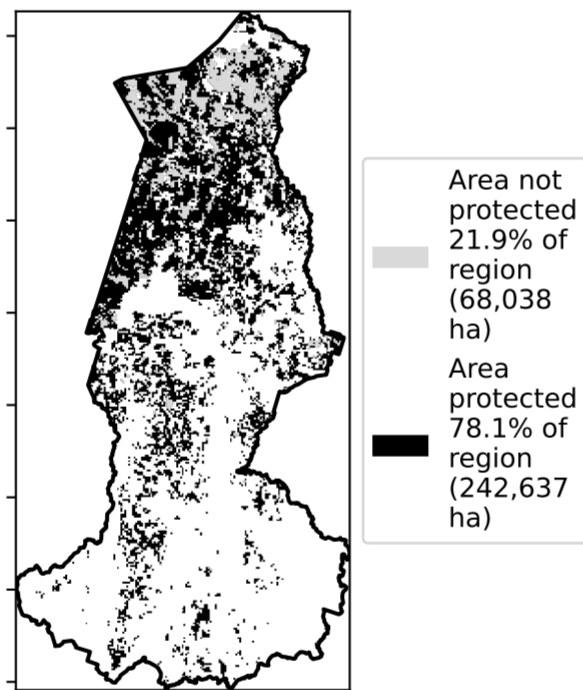 Area not
protected
21.9% of
region
(68,038
ha)
Area
protected
78.1% of
region
(242,637
ha)